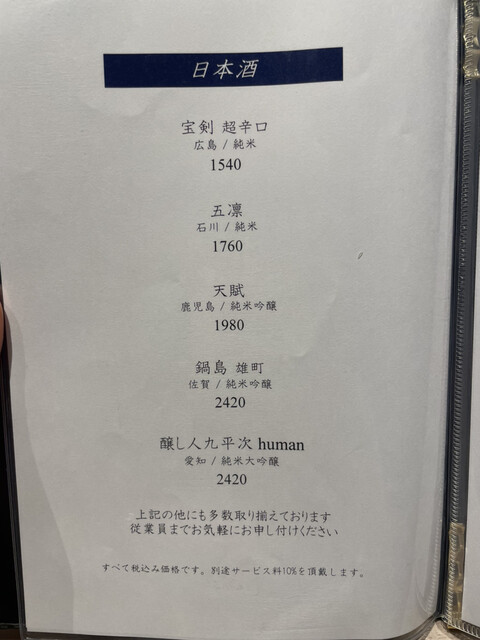 日本酒
宝剣 超辛口
広島 / 純米
1540
五凛
石川 / 純米
1760
天賦
鹿児島 / 純米吟醸
1980
鍋島 雄町
佐賀 / 純米吟醸
2420
醸し人九平次 human
愛知 / 純米大吟醸
2420
上記の他にも多数取り揃えております
従業員までお気軽にお申し付けください
すべて税込み価格です。別途サービス料10%を頂戴します。